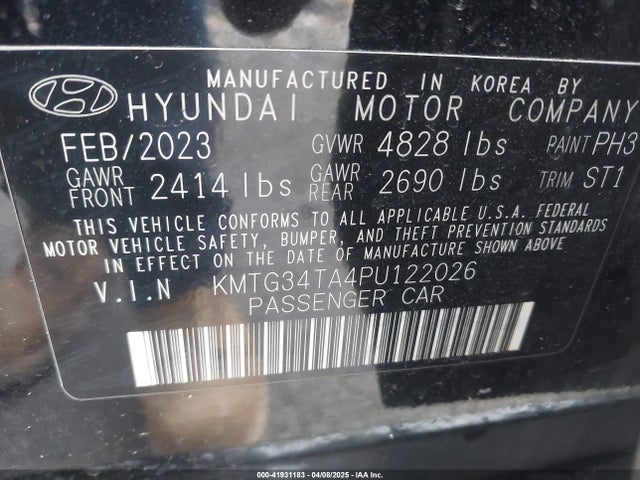 MANUFACTURED IN KOREA BY
HYUNDAI MOTOR COMPANY
FEB/2023 GVWR 4828 lbs PAINT PH3
GAWR FRONT 2414 lbs GAWR REAR 2690 lbs TRIM ST1
THIS VEHICLE CONFORMS TO ALL APPLICABLE U.S.A. FEDERAL
MOTOR VEHICLE SAFETY, BUMPER, AND THEFT PREVENTION STANDARDS
IN EFFECT ON THE DATE OF MANUFACTURE SHOWN ABOVE
V.I.N KMTG34TA4PU122026
PASSENGER CAR
000-41931183 - 04/08/2025 - IAA Inc.